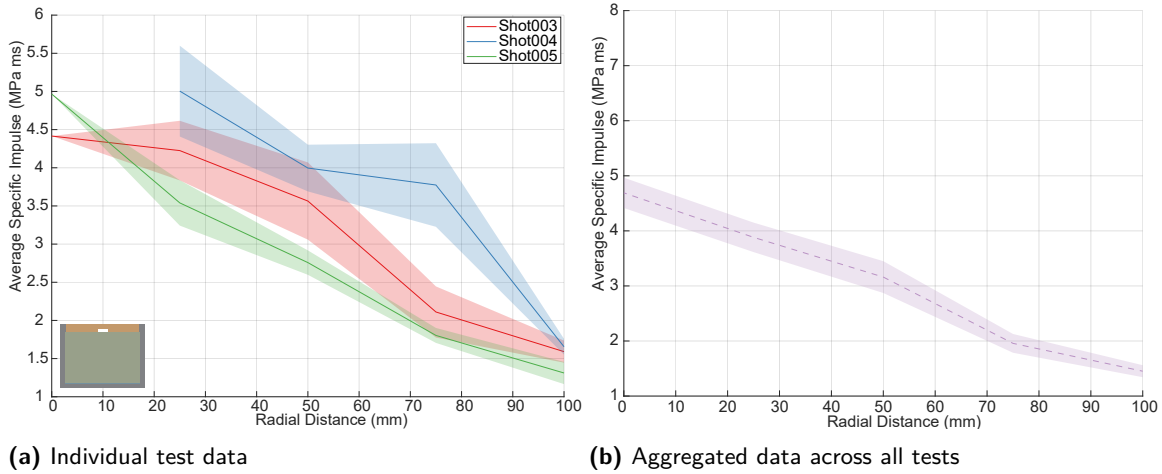 6
5.5
5
4.5
4
3.5
3
2.5
2
1.5
1
Average Specific Impulse (MPa ms)
Shot003
Shot004
Shot005
0 10 20 30 40 50 60 70 80 90 100
Radial Distance (mm)
(a) Individual test data
8
7
6
5
4
3
2
1
Average Specific Impulse (MPa ms)
0 10 20 30 40 50 60 70 80 90 100
Radial Distance (mm)
(b) Aggregated data across all tests